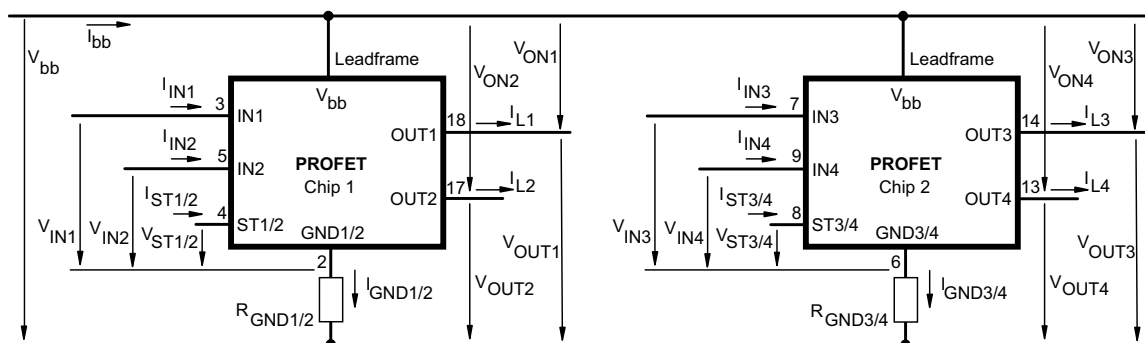 I_bb
V_bb
Leadframe
V_bb
V_ON2
V_ON1
I_IN1
3
IN1
18
I_L1
OUT1
I_IN2
5
IN2
PROFET
Chip 1
17
I_L2
OUT2
I_ST1/2
4
ST1/2
GND1/2
V_IN1
V_IN2
V_ST1/2
2
V_OUT1
V_OUT2
I_GND1/2
R_GND1/2
Leadframe
V_bb
V_ON4
V_ON3
I_IN3
7
IN3
14
I_L3
OUT3
I_IN4
9
IN4
PROFET
Chip 2
13
I_L4
OUT4
I_ST3/4
8
ST3/4
GND3/4
V_IN3
V_IN4
V_ST3/4
6
V_OUT3
V_OUT4
I_GND3/4
R_GND3/4